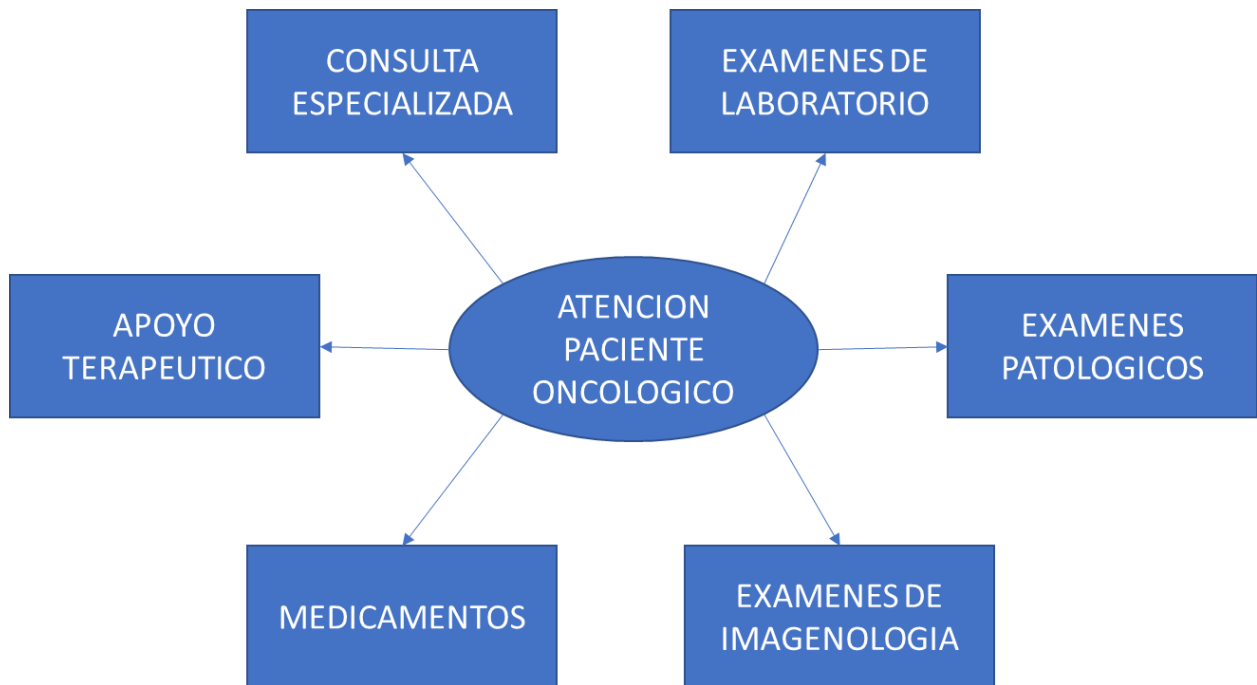 CONSULTA
ESPECIALIZADA
EXAMENES DE
LABORATORIO
APOYO
TERAPEUTICO
ATENCION
PACIENTE
ONCOLOGICO
EXAMENES
PATOLOGICOS
MEDICAMENTOS
EXAMENES DE
IMAGENOLOGIA